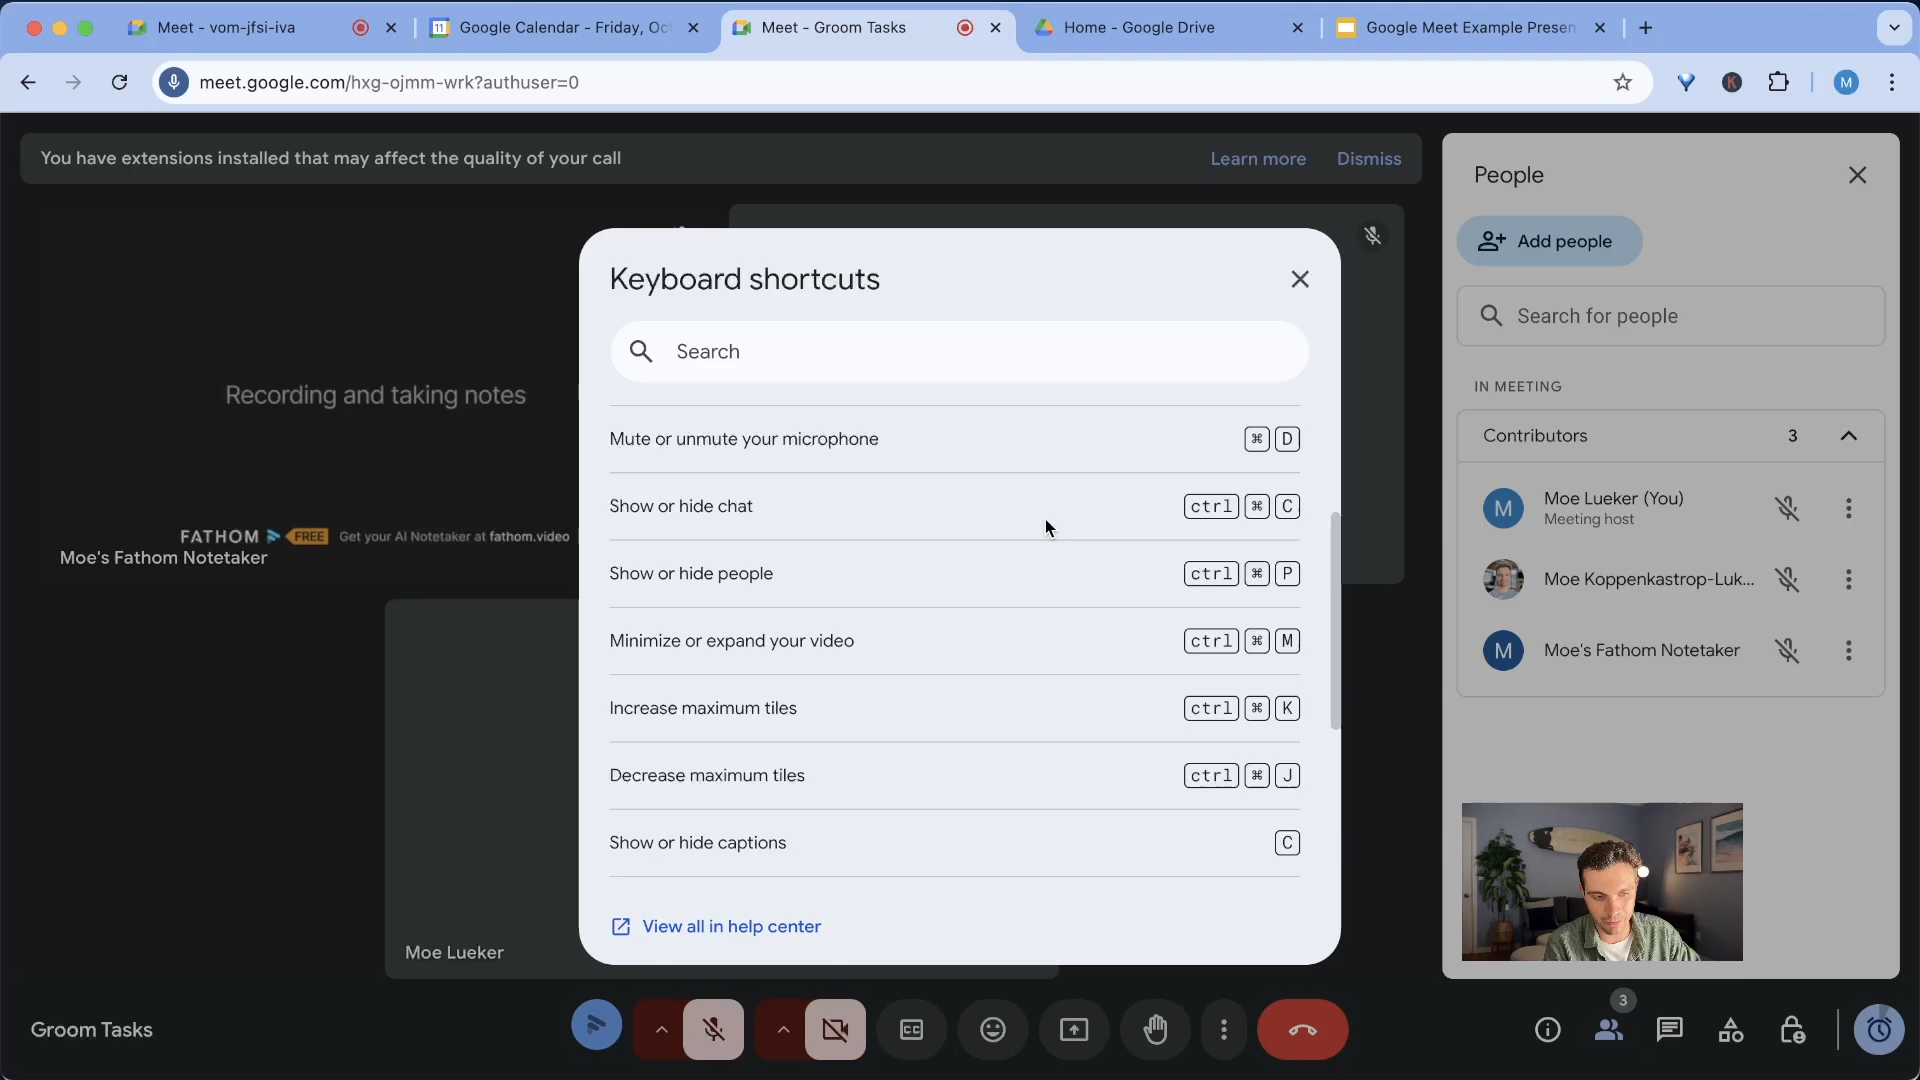 Meet - vom-jfsi-iva
Google Calendar - Friday, Oc
Meet - Groom Tasks
Home - Google Drive
Google Meet Example Presen
meet.google.com/hxg-ojmm-wrk?authuser=0
K
M
You have extensions installed that may affect the quality of your call
Learn more
Dismiss
Recording and taking notes
FATHOM FREE Get your AI Notetaker at fathom.video
Moe's Fathom Notetaker
Keyboard shortcuts
Search
Mute or unmute your microphone ⌘ D
Show or hide chat ctrl ⌘ C
Show or hide people ctrl ⌘ P
Minimize or expand your video ctrl ⌘ M
Increase maximum tiles ctrl ⌘ K
Decrease maximum tiles ctrl ⌘ J
Show or hide captions C
View all in help center
Moe Lueker
People
Add people
Search for people
IN MEETING
Contributors 3
M
Moe Lueker (You)
Meeting host
Moe Koppenkastrop-Luk...
M
Moe's Fathom Notetaker
Groom Tasks
CC
3